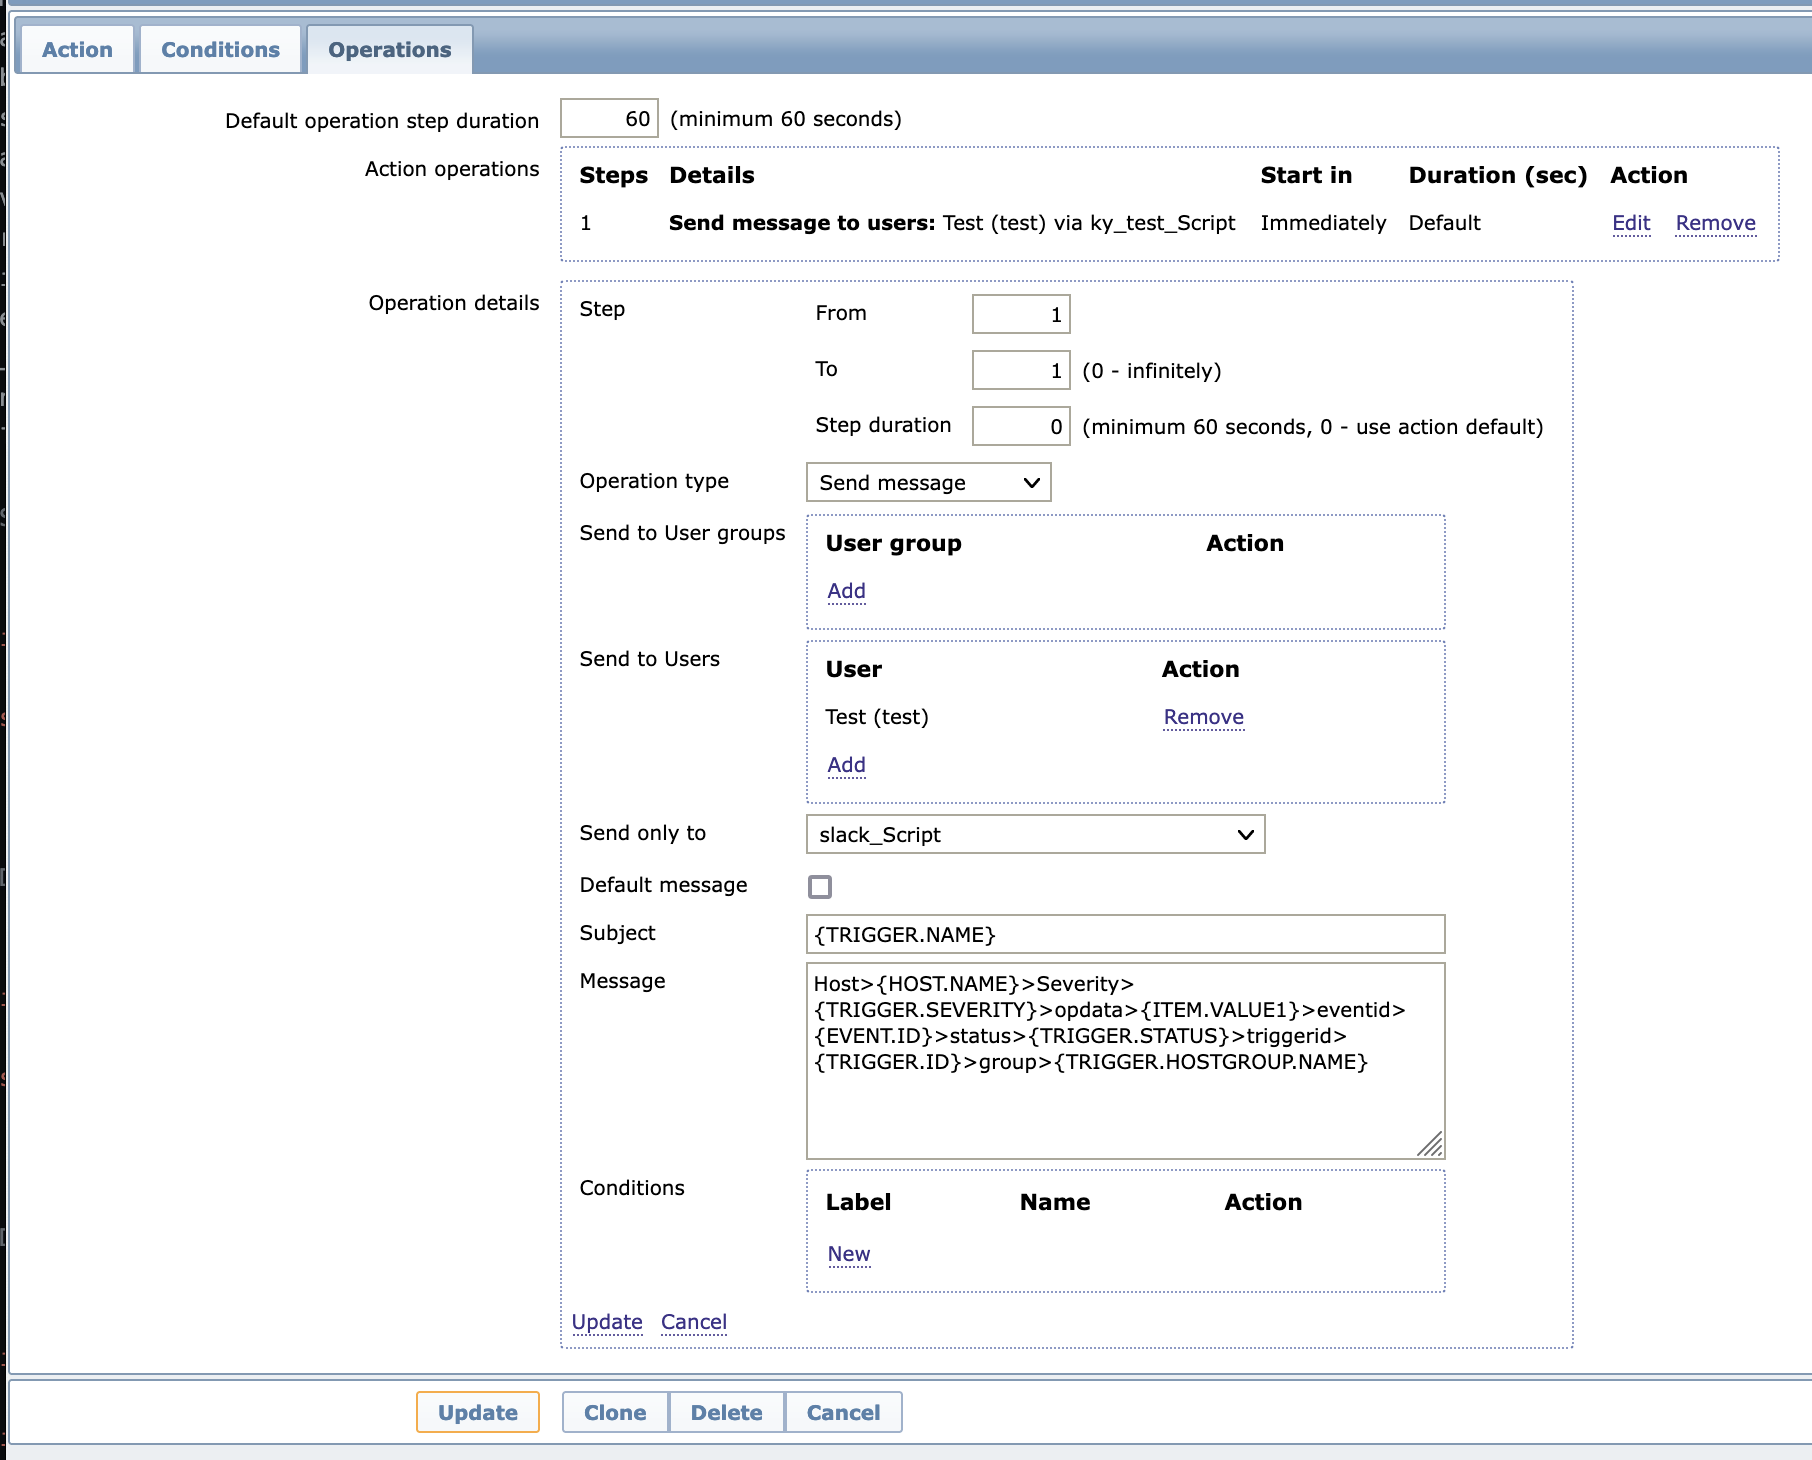 Action Conditions Operations
Default operation step duration 60 (minimum 60 seconds)
Action operations
Steps Details Start in Duration (sec) Action
1 Send message to users: Test (test) via ky_test_Script Immediately Default Edit Remove
Operation details
Step From 1
To 1 (0 - infinitely)
Step duration 0 (minimum 60 seconds, 0 - use action default)
Operation type Send message
Send to User groups
User group Action
Add
Send to Users
User Action
Test (test) Remove
Add
Send only to slack_Script
Default message
Subject {TRIGGER.NAME}
Message
Host>{HOST.NAME}>Severity>
{TRIGGER.SEVERITY}>opdata>{ITEM.VALUE1}>eventid>
{EVENT.ID}>status>{TRIGGER.STATUS}>triggerid>
{TRIGGER.ID}>group>{TRIGGER.HOSTGROUP.NAME}
Conditions
Label Name Action
New
Update Cancel
Update Clone Delete Cancel